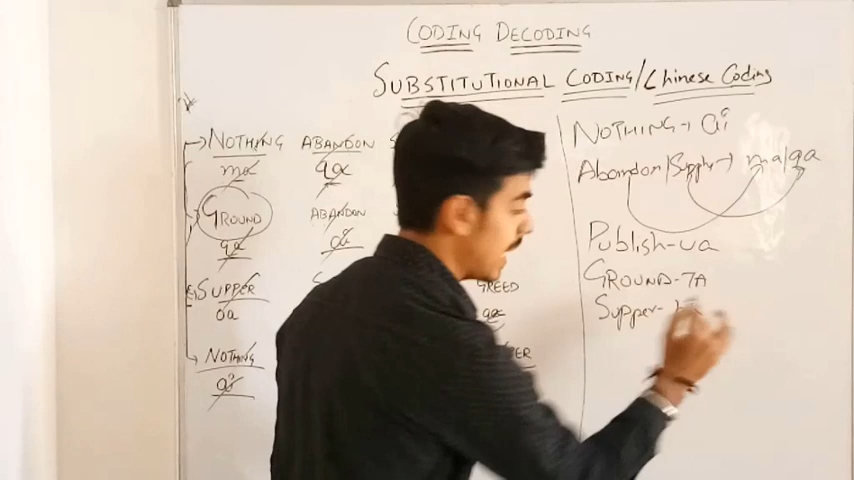 CODING DECODING
SUBSTITUTIONAL CODING/Chinese Coding
NOTHING ABANDON
ma qa
GROUND ABANDON
qa
SUPPER GREED
oa qa
NOTHING
ai
NOTHING → ai
Abandon/Supper → ma/qa
Publish-ua
GROUND-7A
Supper-